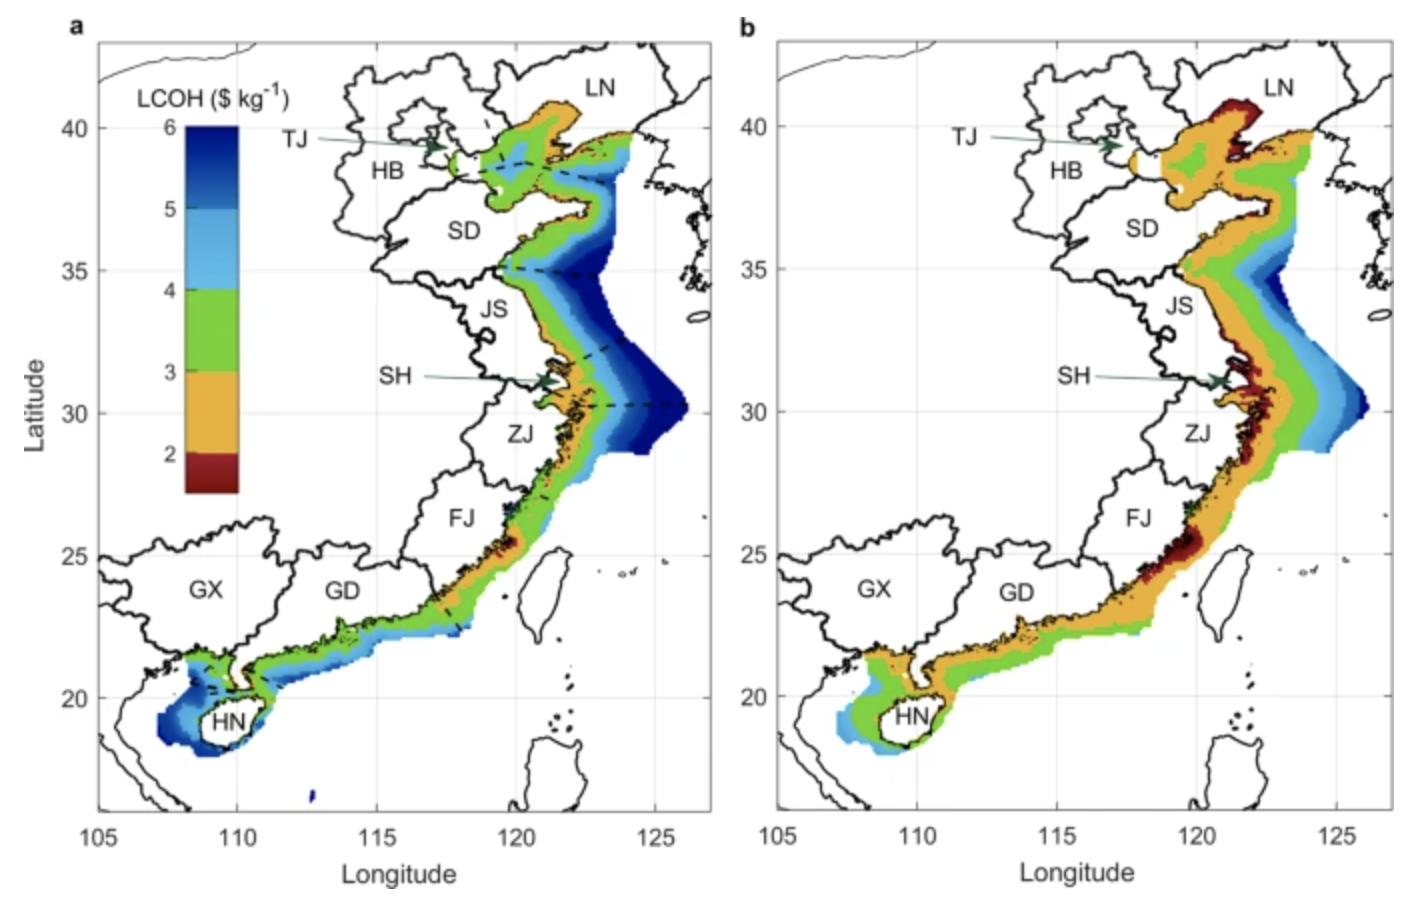 a
LCOH ($ kg-1)
6
5
4
3
2
TJ
HB
LN
SD
JS
SH
ZJ
FJ
GX
GD
HN
40
35
30
25
20
Latitude
105 110 115 120 125
Longitude
b
LN
TJ
HB
SD
JS
SH
ZJ
FJ
GX
GD
HN
40
35
30
25
20
105 110 115 120 125
Longitude